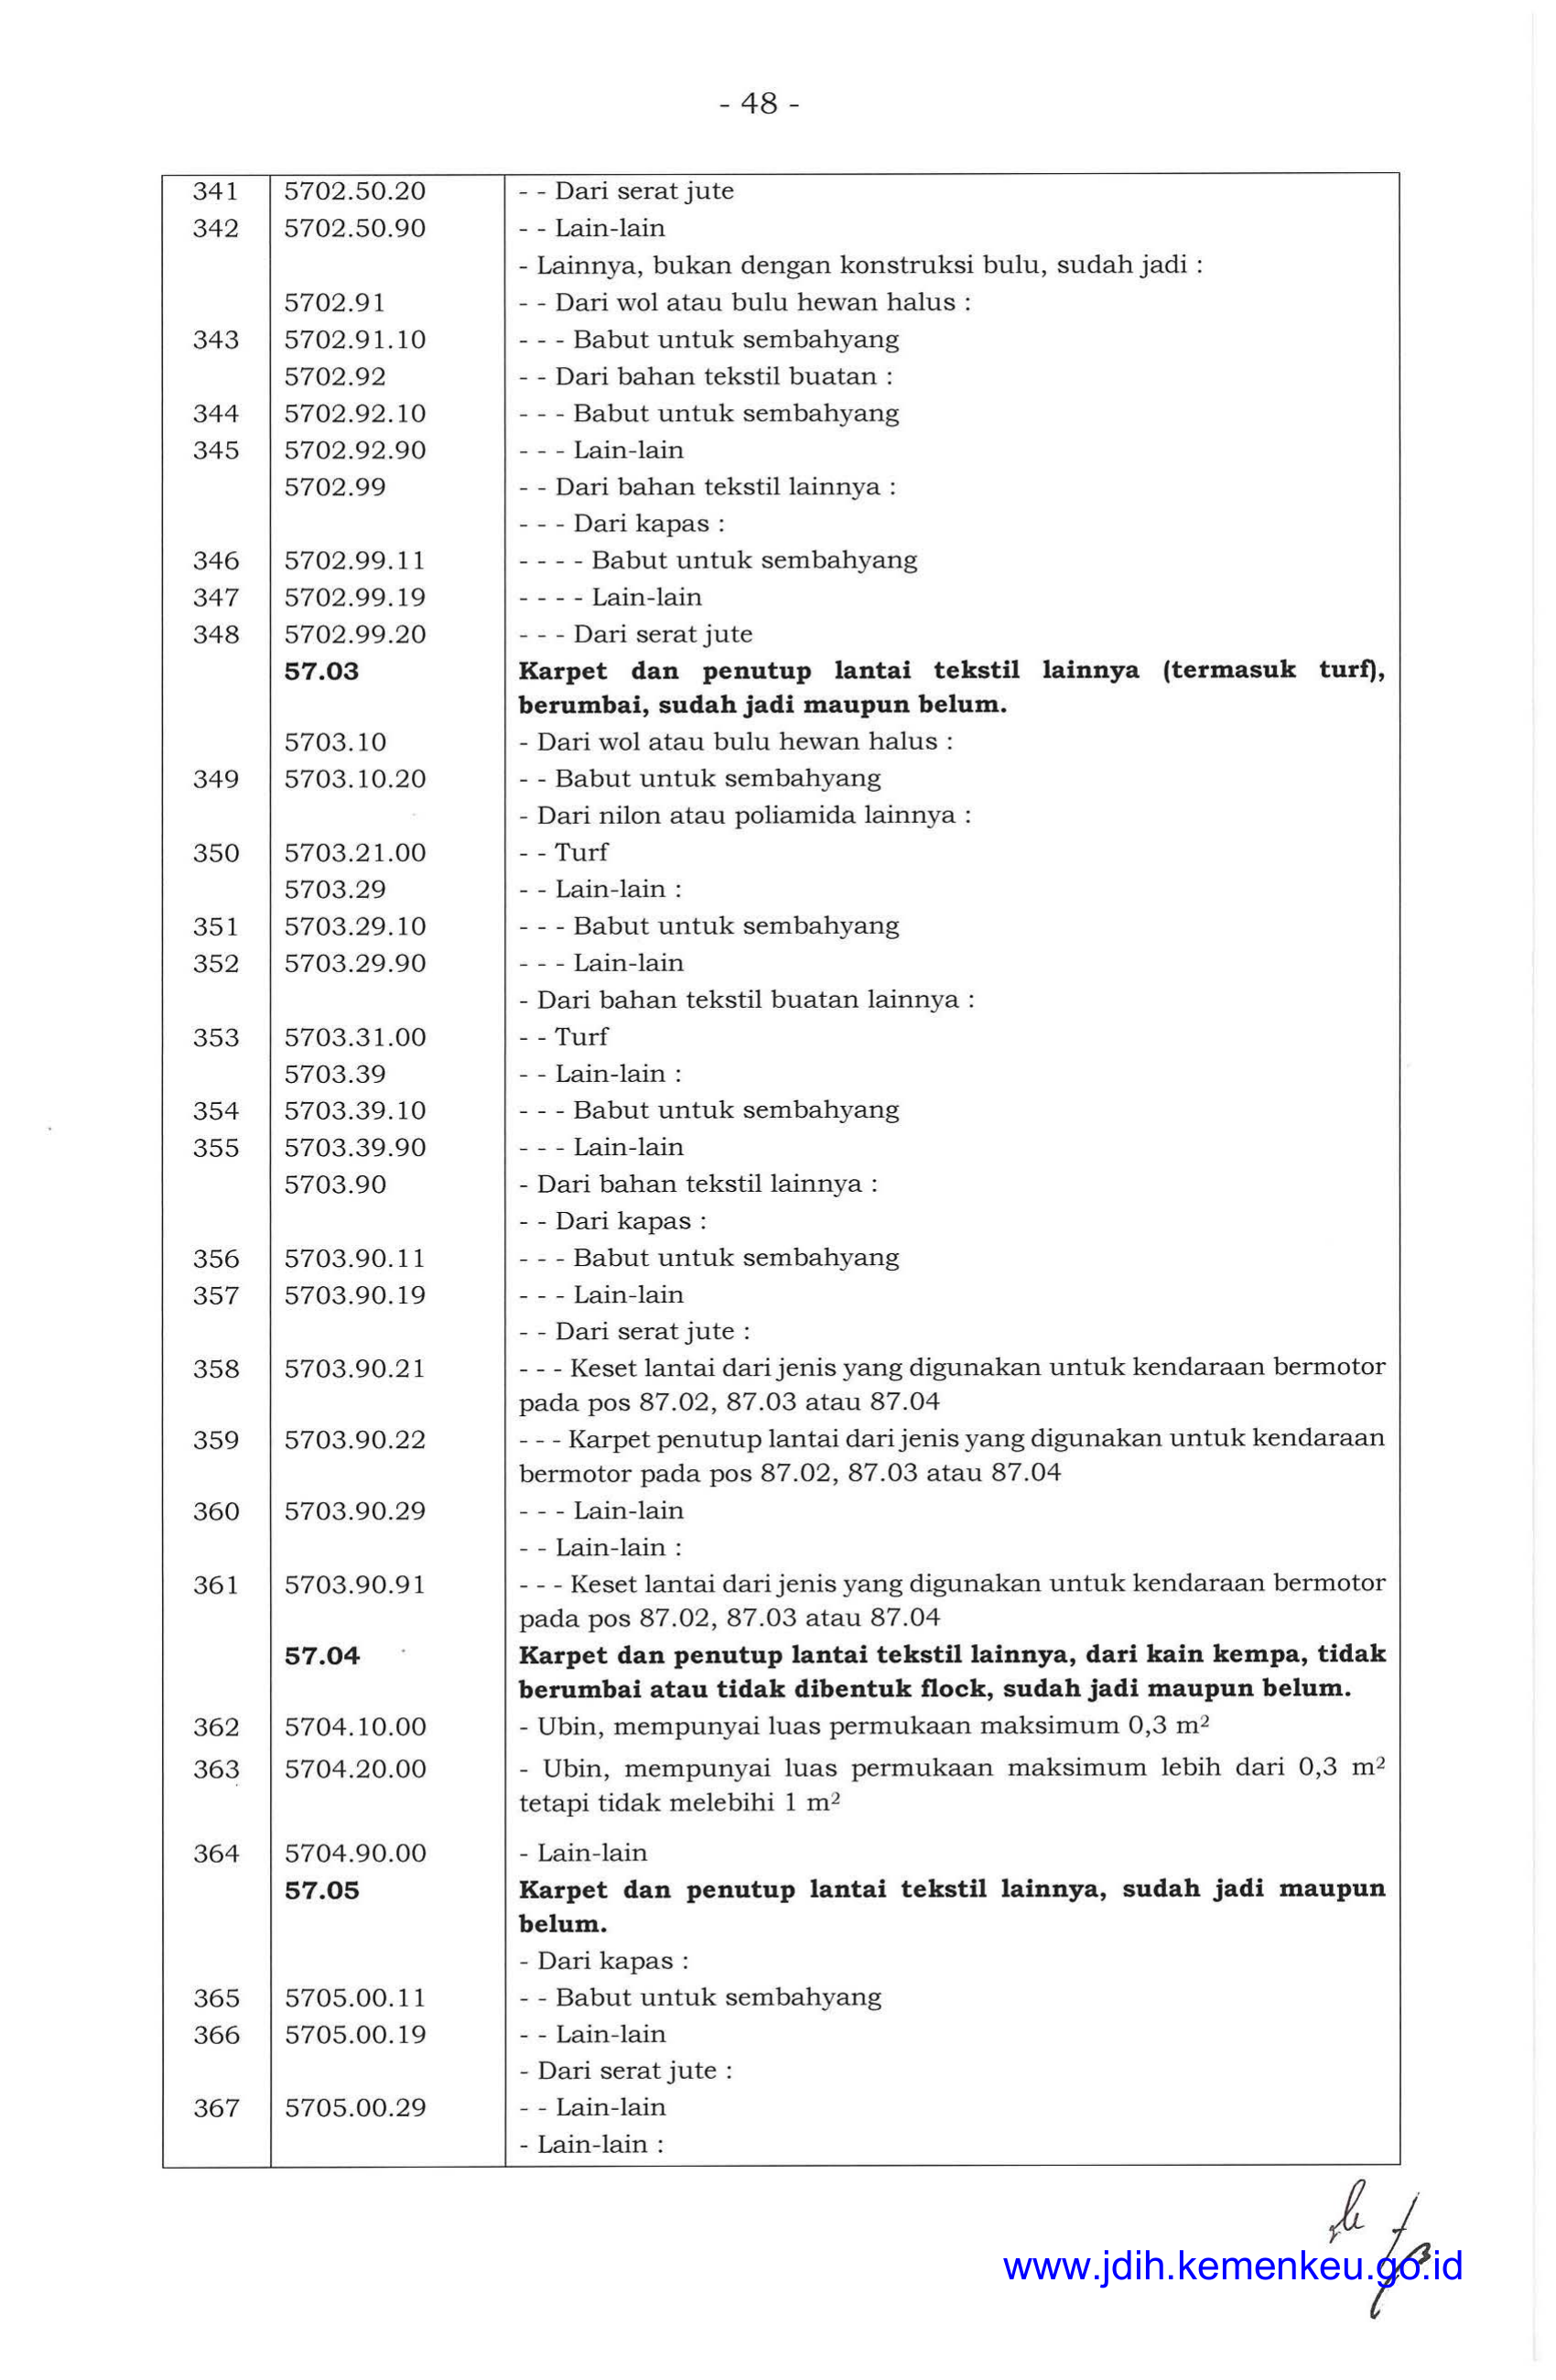 - 48 -
341 5702.50.20 - - Dari serat jute
342 5702.50.90 - - Lain-lain
- Lainnya, bukan dengan konstruksi bulu, sudah jadi :
5702.91 - - Dari wol atau bulu hewan halus :
343 5702.91.10 - - - Babut untuk sembahyang
5702.92 - - Dari bahan tekstil buatan :
344 5702.92.10 - - - Babut untuk sembahyang
345 5702.92.90 - - - Lain-lain
5702.99 - - Dari bahan tekstil lainnya :
- - - Dari kapas :
346 5702.99.11 - - - - Babut untuk sembahyang
347 5702.99.19 - - - - Lain-lain
348 5702.99.20 - - - Dari serat jute
57.03 Karpet dan penutup lantai tekstil lainnya (termasuk turf),
berumbai, sudah jadi maupun belum.
5703.10 - Dari wol atau bulu hewan halus :
349 5703.10.20 - - Babut untuk sembahyang
- Dari nilon atau poliamida lainnya :
350 5703.21.00 - - Turf
5703.29 - - Lain-lain :
351 5703.29.10 - - - Babut untuk sembahyang
352 5703.29.90 - - - Lain-lain
- Dari bahan tekstil buatan lainnya :
353 5703.31.00 - - Turf
5703.39 - - Lain-lain :
354 5703.39.10 - - - Babut untuk sembahyang
355 5703.39.90 - - - Lain-lain
5703.90 - Dari bahan tekstil lainnya :
- - Dari kapas :
356 5703.90.11 - - - Babut untuk sembahyang
357 5703.90.19 - - - Lain-lain
- - Dari serat jute :
358 5703.90.21 - - - Keset lantai dari jenis yang digunakan untuk kendaraan bermotor
pada pos 87.02, 87.03 atau 87.04
359 5703.90.22 - - - Karpet penutup lantai dari jenis yang digunakan untuk kendaraan
bermotor pada pos 87.02, 87.03 atau 87.04
360 5703.90.29 - - - Lain-lain
- - Lain-lain :
361 5703.90.91 - - - Keset lantai dari jenis yang digunakan untuk kendaraan bermotor
pada pos 87.02, 87.03 atau 87.04
57.04 Karpet dan penutup lantai tekstil lainnya, dari kain kempa, tidak
berumbai atau tidak dibentuk flock, sudah jadi maupun belum.
362 5704.10.00 - Ubin, mempunyai luas permukaan maksimum 0,3 m²
363 5704.20.00 - Ubin, mempunyai luas permukaan maksimum lebih dari 0,3 m²
tetapi tidak melebihi 1 m²
364 5704.90.00 - Lain-lain
57.05 Karpet dan penutup lantai tekstil lainnya, sudah jadi maupun
belum.
- Dari kapas :
365 5705.00.11 - - Babut untuk sembahyang
366 5705.00.19 - - Lain-lain
- Dari serat jute :
367 5705.00.29 - - Lain-lain
- Lain-lain :
www.jdih.kemenkeu.go.id